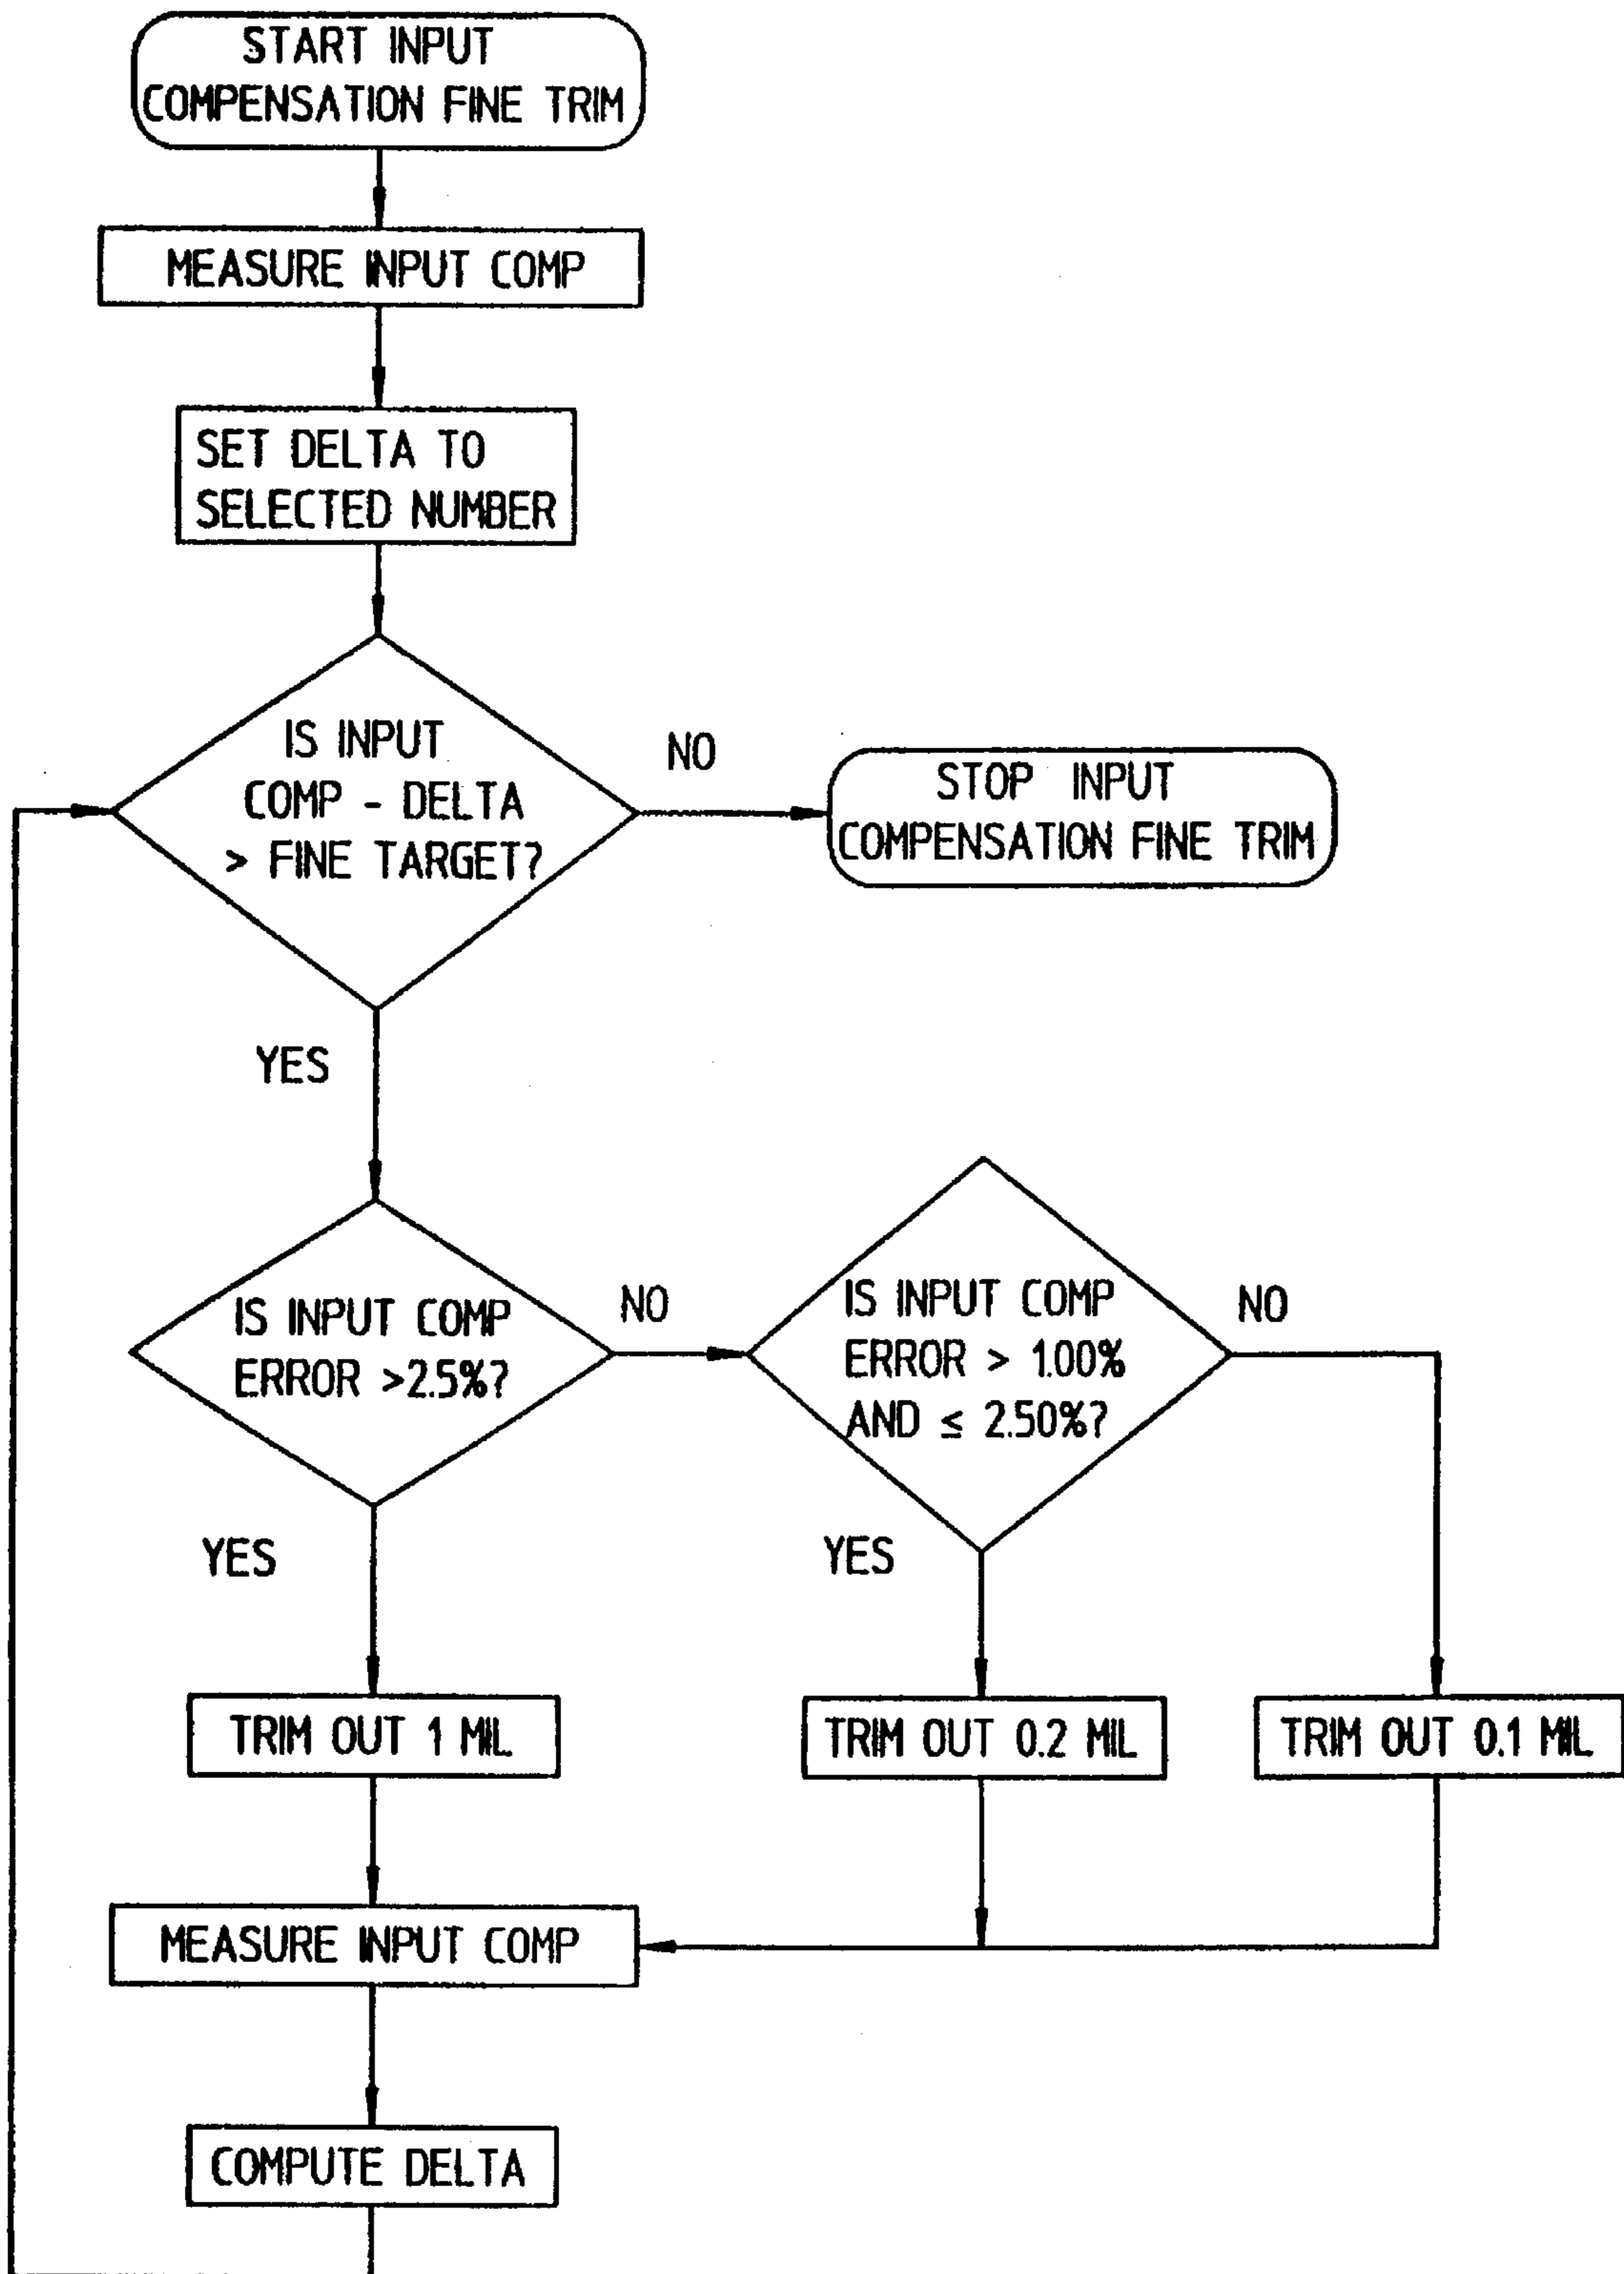 START INPUT
COMPENSATION FINE TRIM
MEASURE INPUT COMP
SET DELTA TO
SELECTED NUMBER
IS INPUT
COMP - DELTA
> FINE TARGET?
NO
STOP INPUT
COMPENSATION FINE TRIM
YES
IS INPUT COMP
ERROR >2.5%?
NO
IS INPUT COMP
ERROR > 1.00%
AND ≤ 2.50%?
NO
YES
YES
TRIM OUT 1 MIL
TRIM OUT 0.2 MIL
TRIM OUT 0.1 MIL
MEASURE INPUT COMP
COMPUTE DELTA